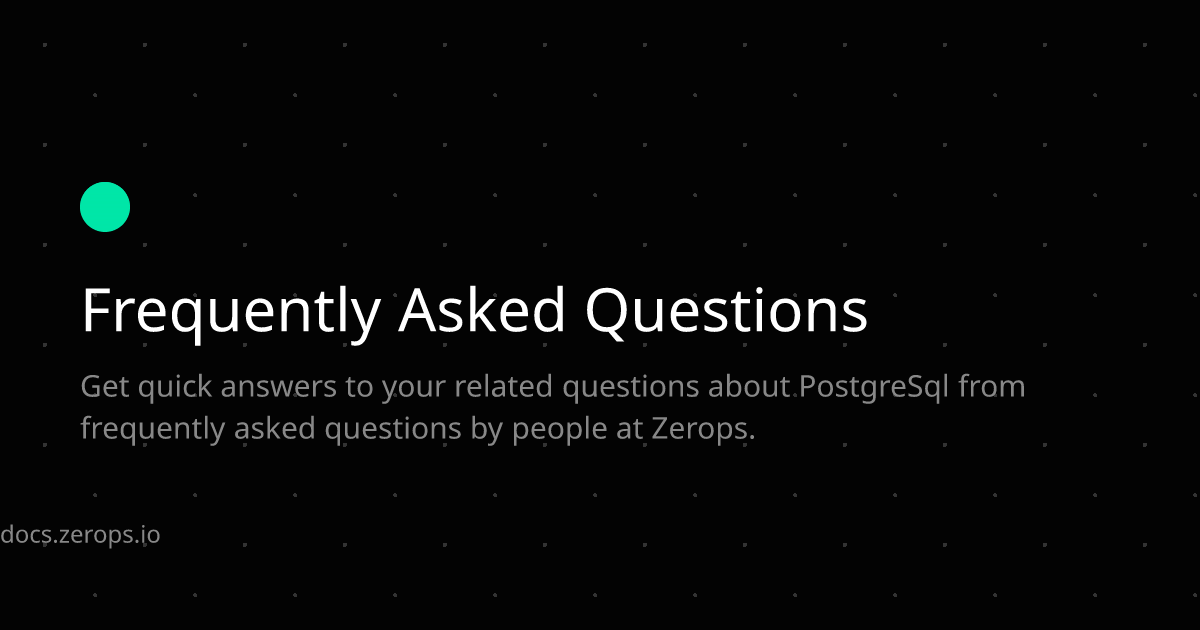 Frequently Asked Questions
Get quick answers to your related questions about PostgreSql from
frequently asked questions by people at Zerops.
docs.zerops.io